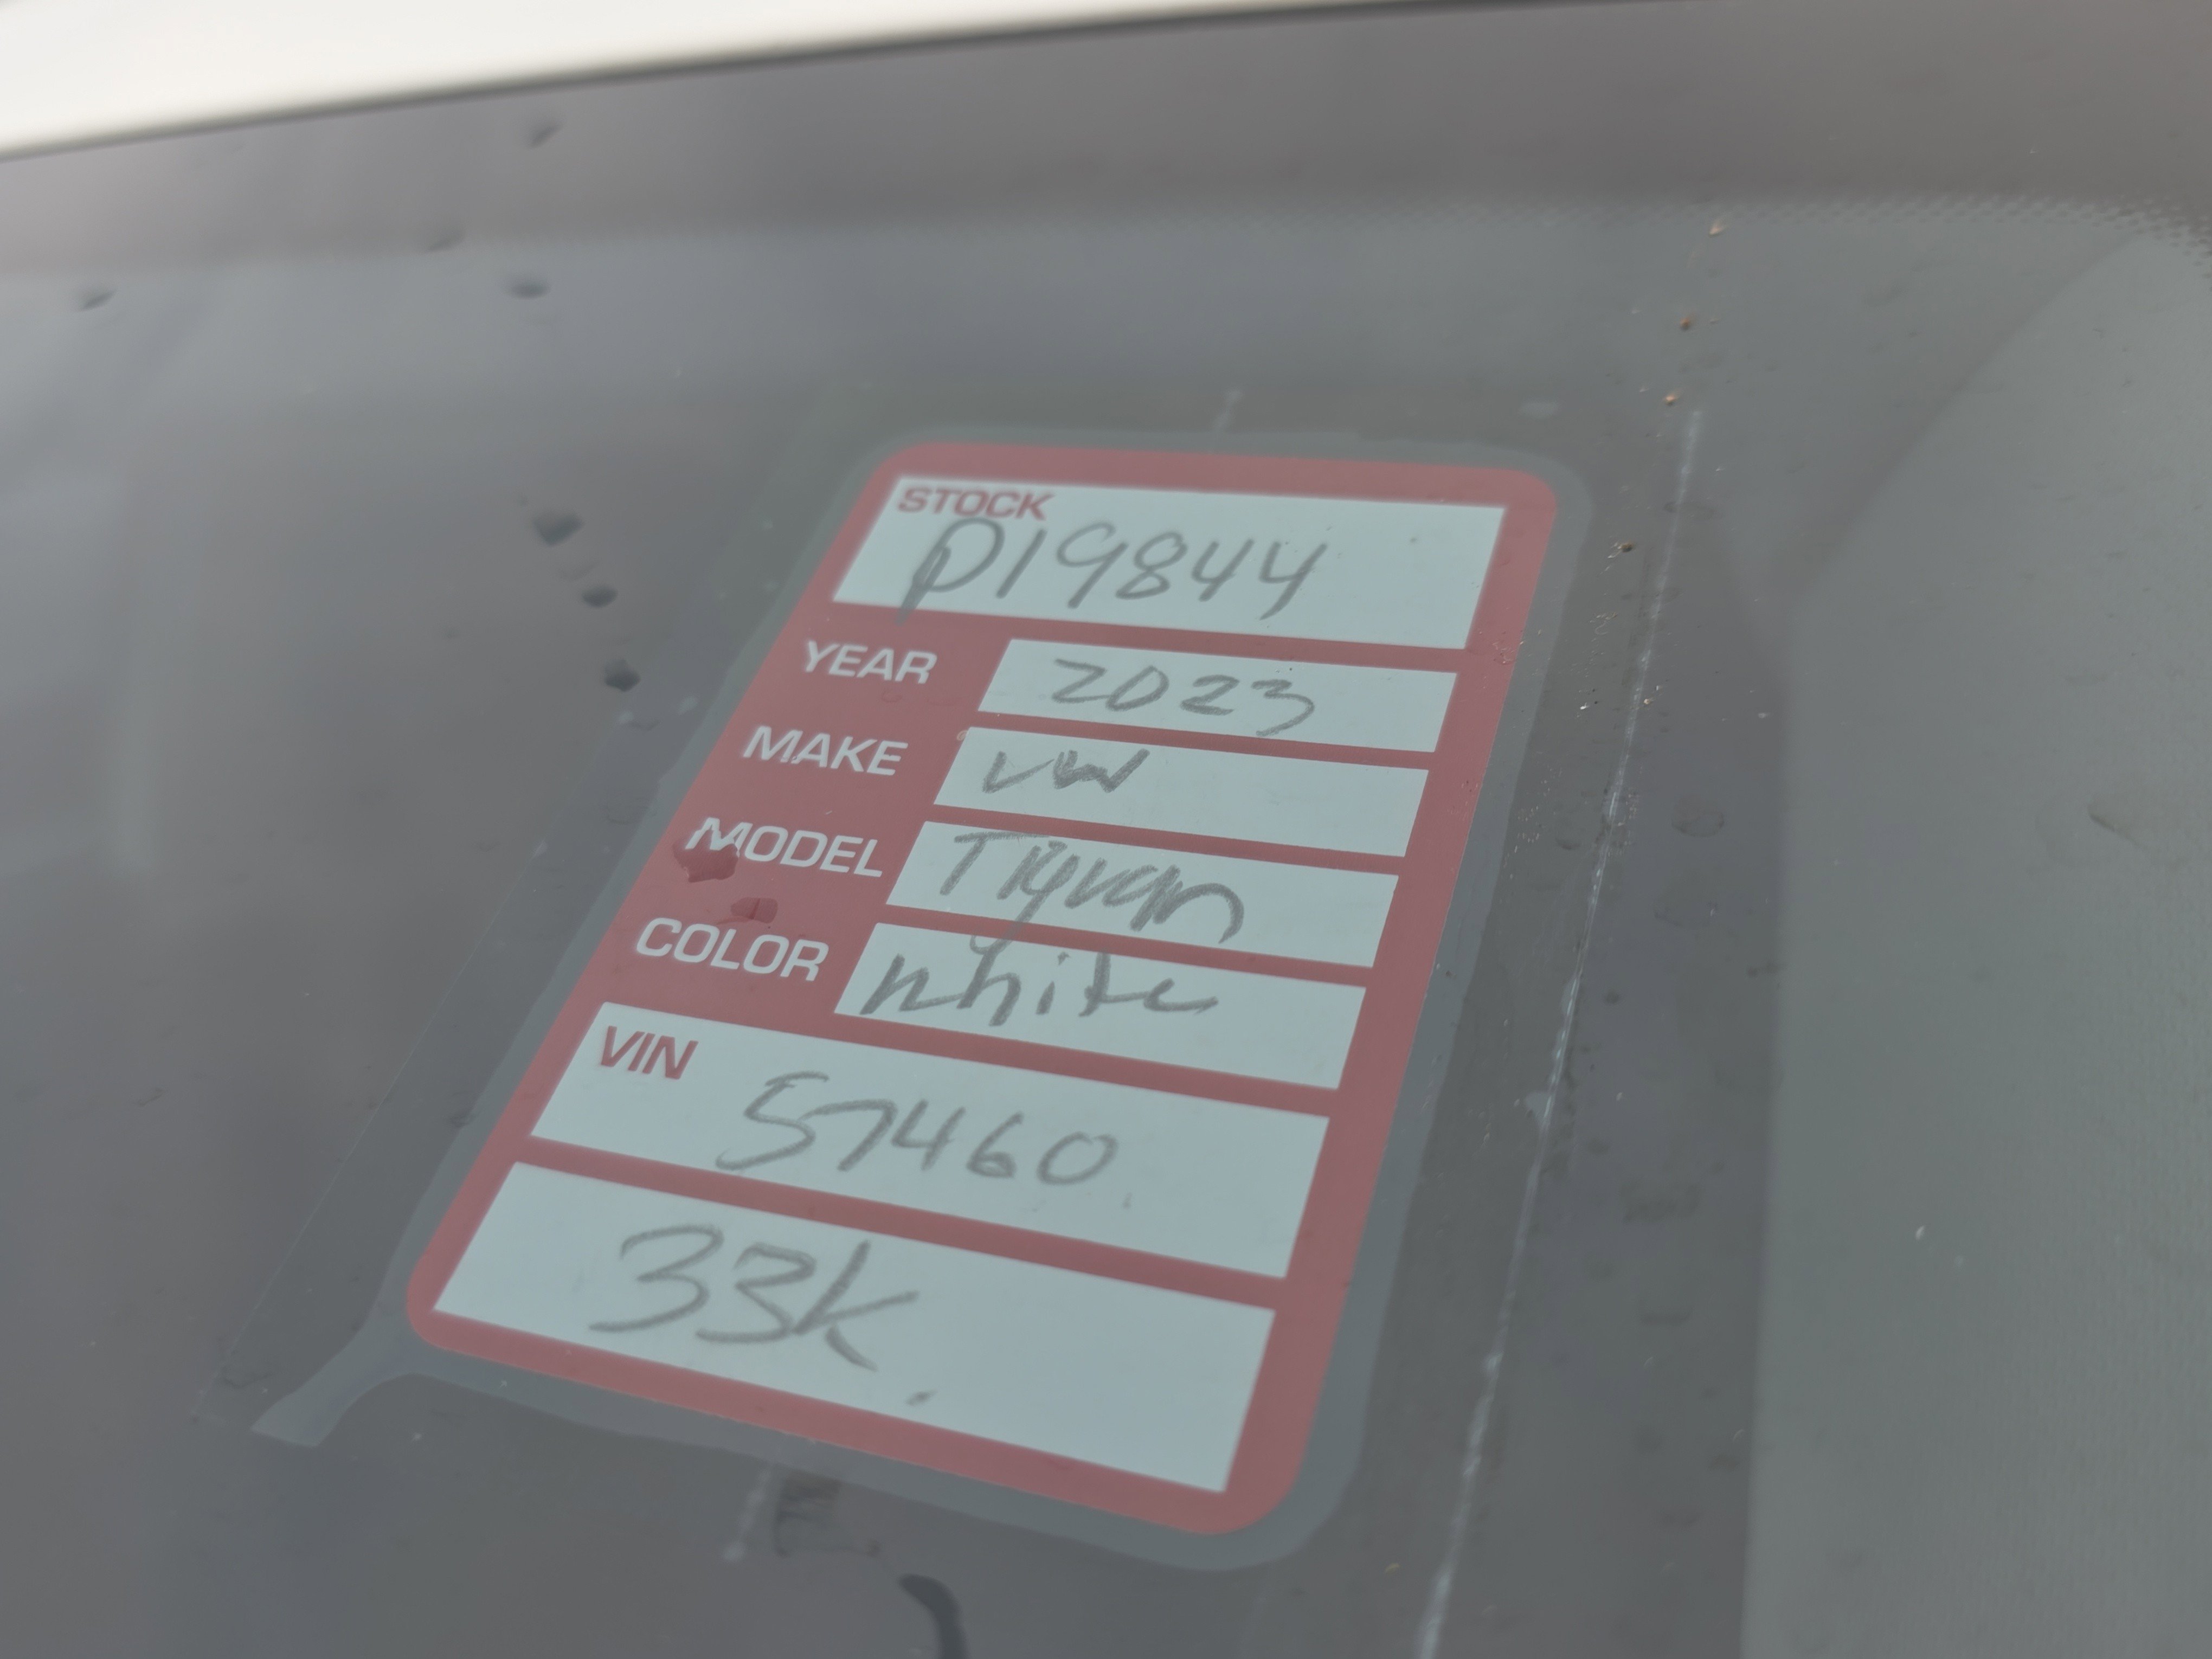 STOCK
P19844
YEAR 2023
MAKE VW
MODEL Tiguan
COLOR white
VIN
57460
33K